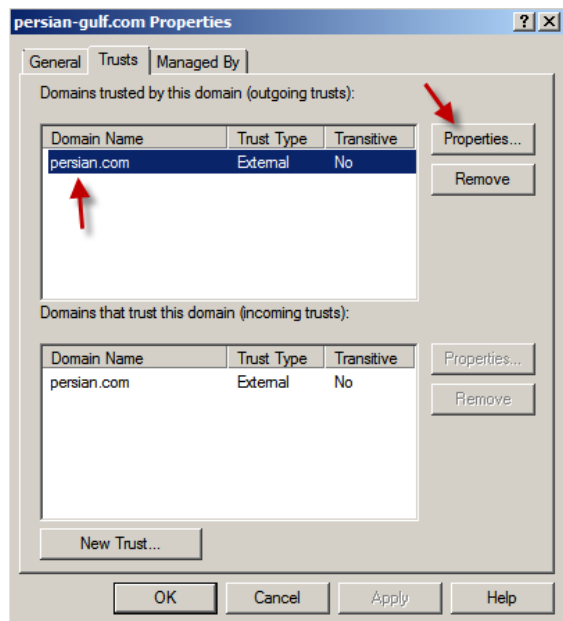 persian-gulf.com Properties
General Trusts Managed By
Domains trusted by this domain (outgoing trusts):
Domain Name Trust Type Transitive Properties...
persian.com External No
Remove
Domains that trust this domain (incoming trusts):
Domain Name Trust Type Transitive Properties...
persian.com External No
Remove
New Trust...
OK Cancel Apply Help